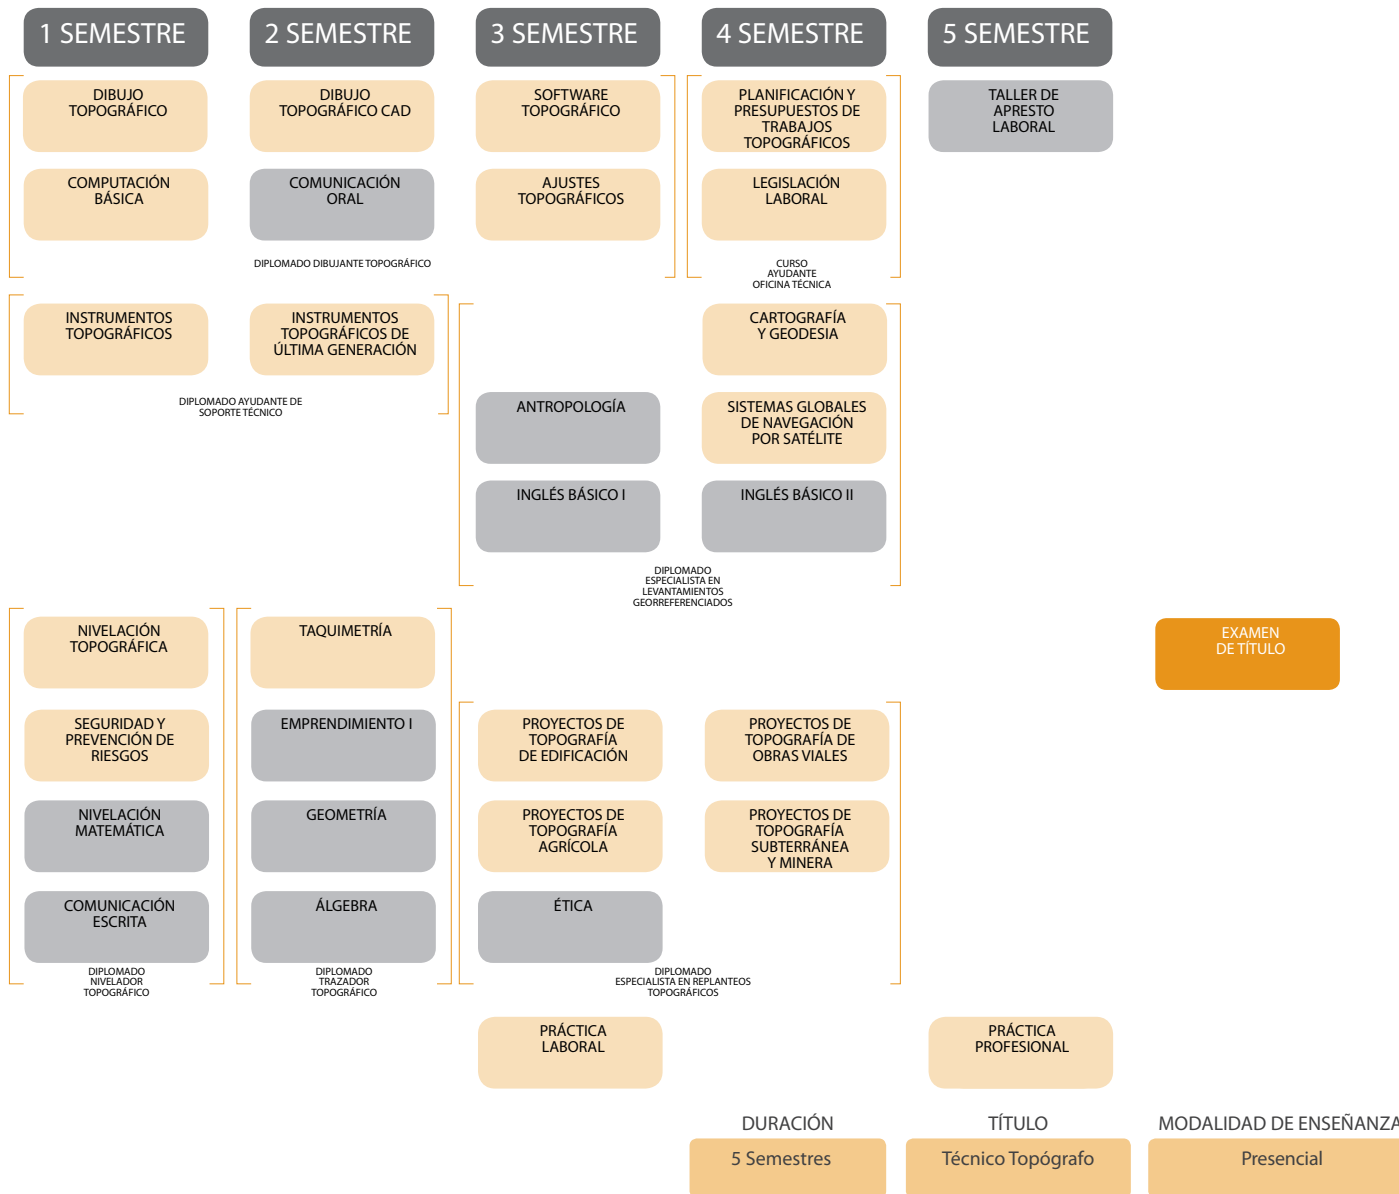 1 SEMESTRE
2 SEMESTRE
3 SEMESTRE
4 SEMESTRE
5 SEMESTRE
DIBUJO
TOPOGRÁFICO
DIBUJO
TOPOGRÁFICO CAD
SOFTWARE
TOPOGRÁFICO
PLANIFICACIÓN Y
PRESUPUESTOS DE
TRABAJOS
TOPOGRÁFICOS
TALLER DE
APRESTO
LABORAL
COMPUTACIÓN
BÁSICA
COMUNICACIÓN
ORAL
AJUSTES
TOPOGRÁFICOS
LEGISLACIÓN
LABORAL
DIPLOMADO DIBUJANTE TOPOGRÁFICO
CURSO
AYUDANTE
OFICINA TÉCNICA
INSTRUMENTOS
TOPOGRÁFICOS
INSTRUMENTOS
TOPOGRÁFICOS DE
ÚLTIMA GENERACIÓN
CARTOGRAFÍA
Y GEODESIA
DIPLOMADO AYUDANTE DE
SOPORTE TÉCNICO
ANTROPOLOGÍA
SISTEMAS GLOBALES
DE NAVEGACIÓN
POR SATÉLITE
INGLÉS BÁSICO I
INGLÉS BÁSICO II
DIPLOMADO
ESPECIALISTA EN
LEVANTAMIENTOS
GEORREFERENCIADOS
NIVELACIÓN
TOPOGRÁFICA
TAQUIMETRÍA
EXAMEN
DE TÍTULO
SEGURIDAD Y
PREVENCIÓN DE
RIESGOS
EMPRENDIMIENTO I
PROYECTOS DE
TOPOGRAFÍA
DE EDIFICACIÓN
PROYECTOS DE
TOPOGRAFÍA DE
OBRAS VIALES
NIVELACIÓN
MATEMÁTICA
GEOMETRÍA
PROYECTOS DE
TOPOGRAFÍA
AGRÍCOLA
PROYECTOS DE
TOPOGRAFÍA
SUBTERRÁNEA
Y MINERA
COMUNICACIÓN
ESCRITA
ÁLGEBRA
ÉTICA
DIPLOMADO
NIVELADOR
TOPOGRÁFICO
DIPLOMADO
TRAZADOR
TOPOGRÁFICO
DIPLOMADO
ESPECIALISTA EN REPLANTEOS
TOPOGRÁFICOS
PRÁCTICA
LABORAL
PRÁCTICA
PROFESIONAL
DURACIÓN
TÍTULO
MODALIDAD DE ENSEÑANZA
5 Semestres
Técnico Topógrafo
Presencial